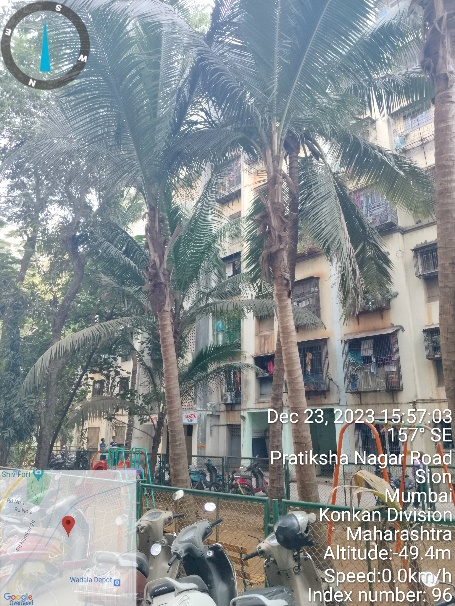 S
E
W
N
Dec 23, 2023 15:57:03
157° SE
Pratiksha Nagar Road
Sion
Mumbai
Konkan Division
Maharashtra
Altitude:-49.4m
Speed:0.0km/h
Index number: 96
Wadala Depot
Google